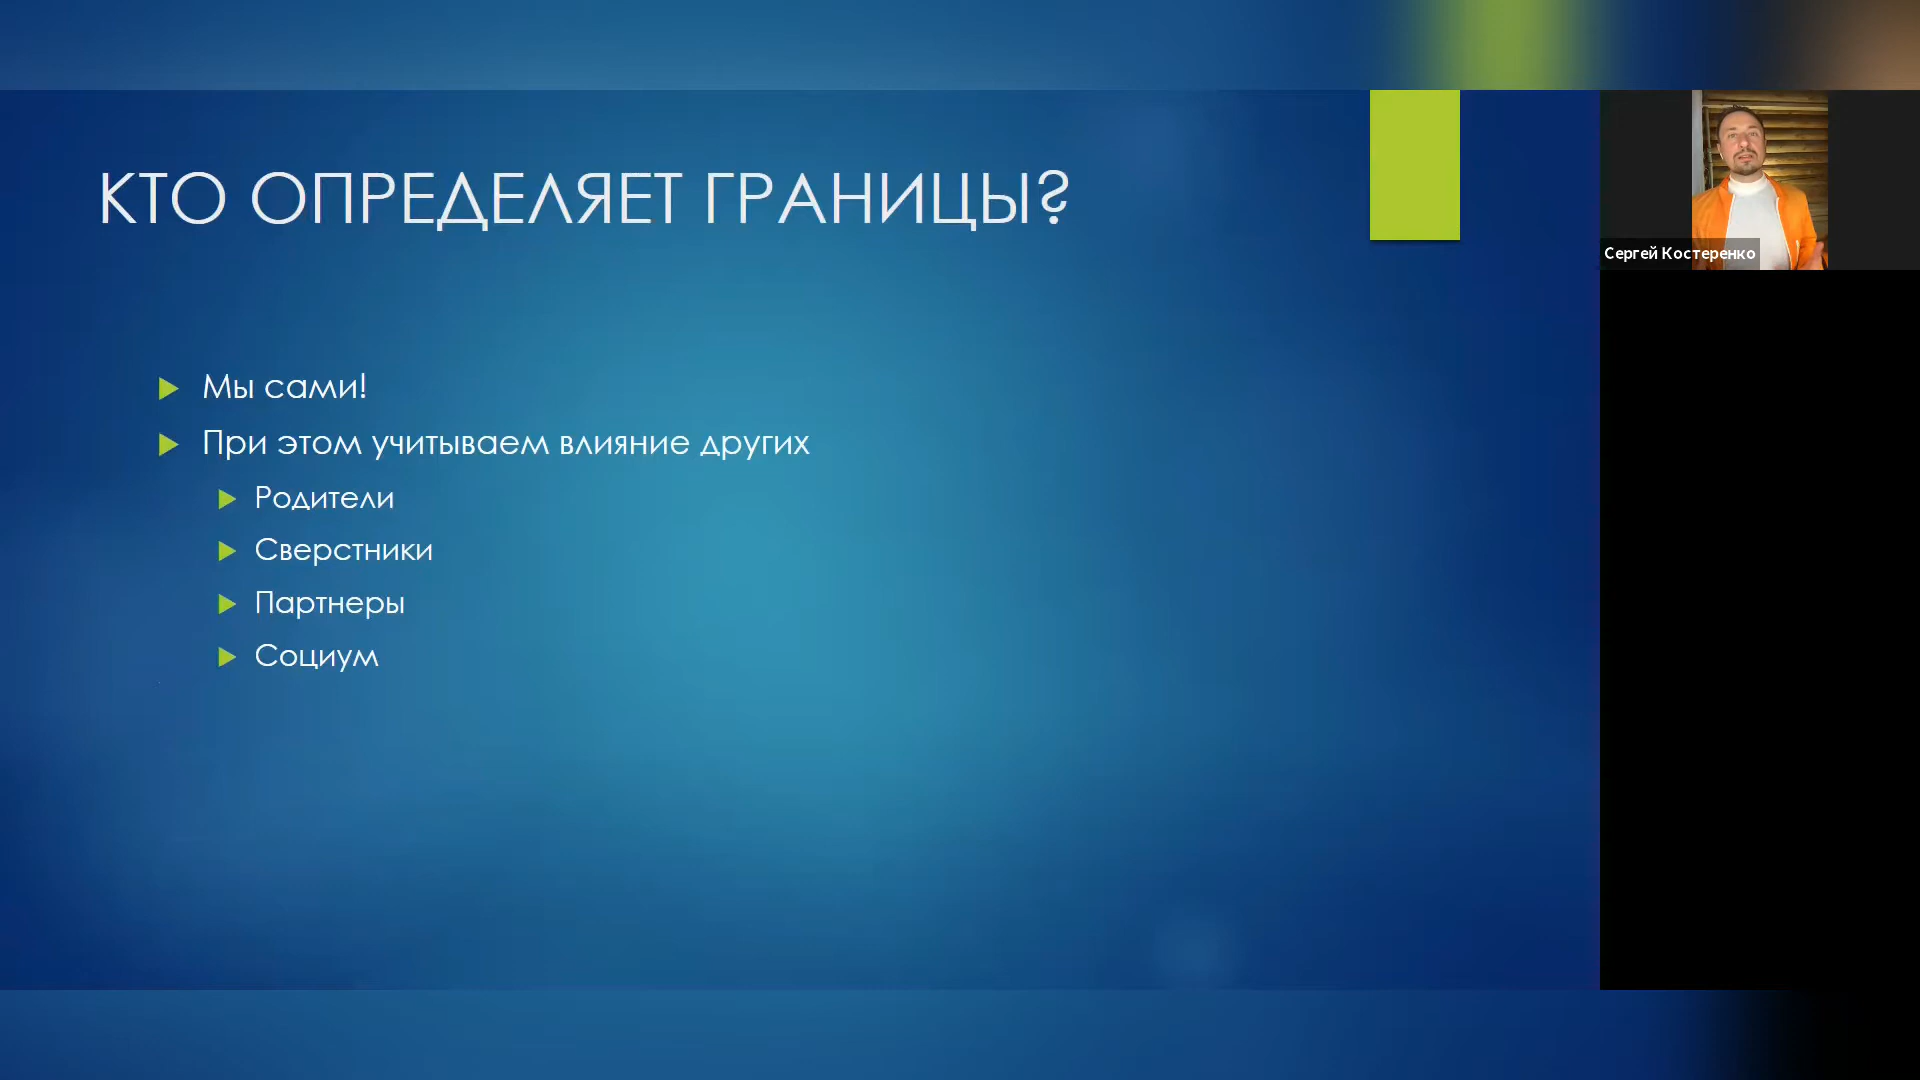 КТО ОПРЕДЕЛЯЕТ ГРАНИЦЫ?
Сергей Костеренко
Мы сами!
При этом учитываем влияние других
Родители
Сверстники
Партнеры
Социум